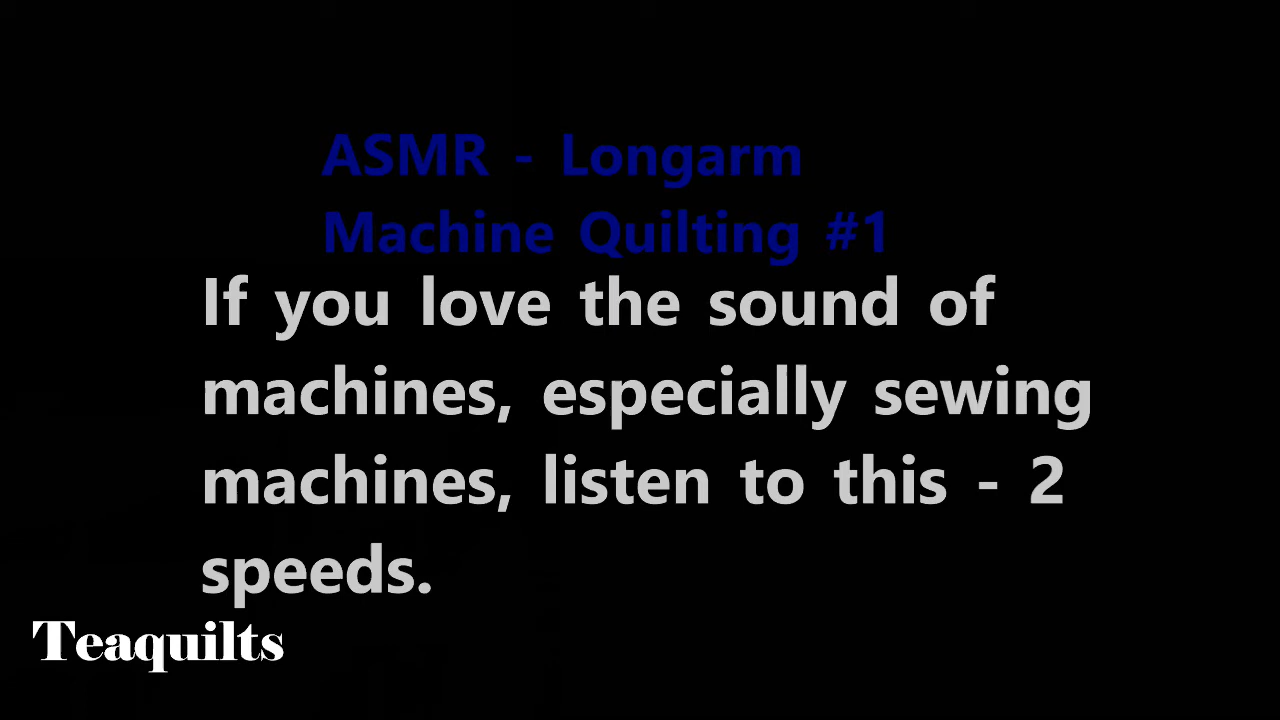 ASMR - Longarm
Machine Quilting #1
If you love the sound of
machines, especially sewing
machines, listen to this - 2
speeds.
Teaquilts